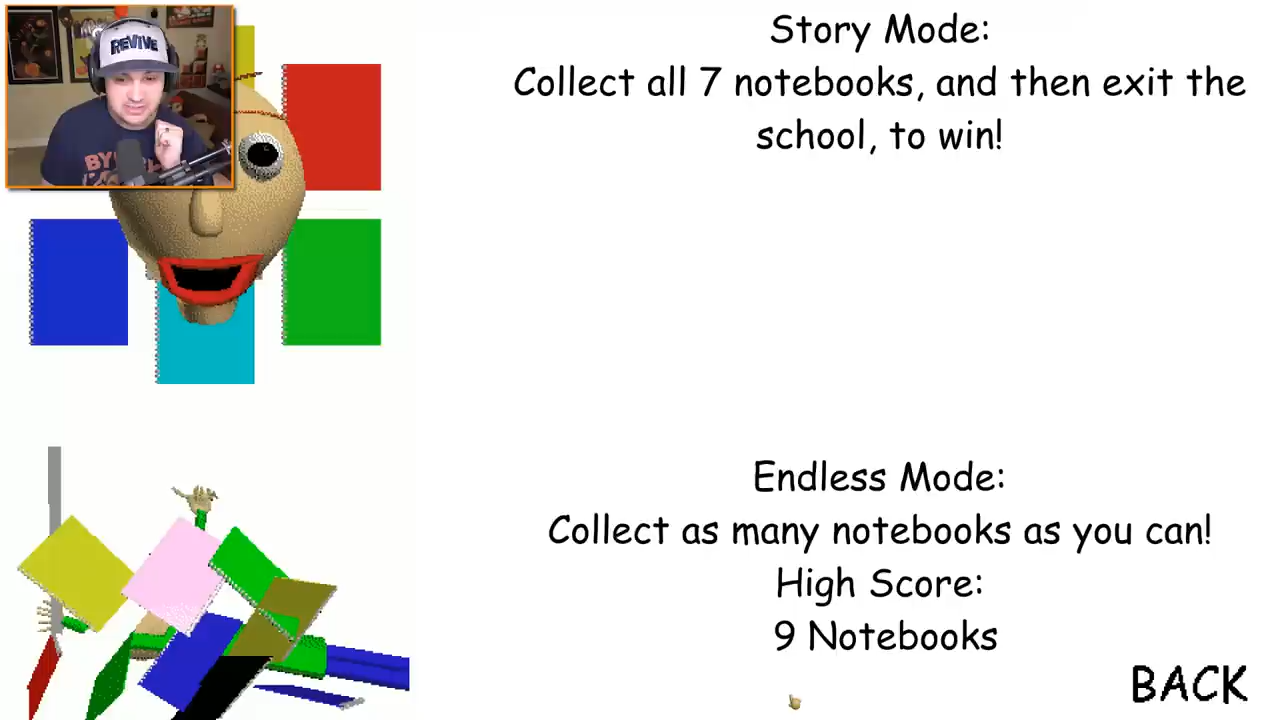 REVIVE
Story Mode:
Collect all 7 notebooks, and then exit the
school, to win!
Endless Mode:
Collect as many notebooks as you can!
High Score:
9 Notebooks
BACK